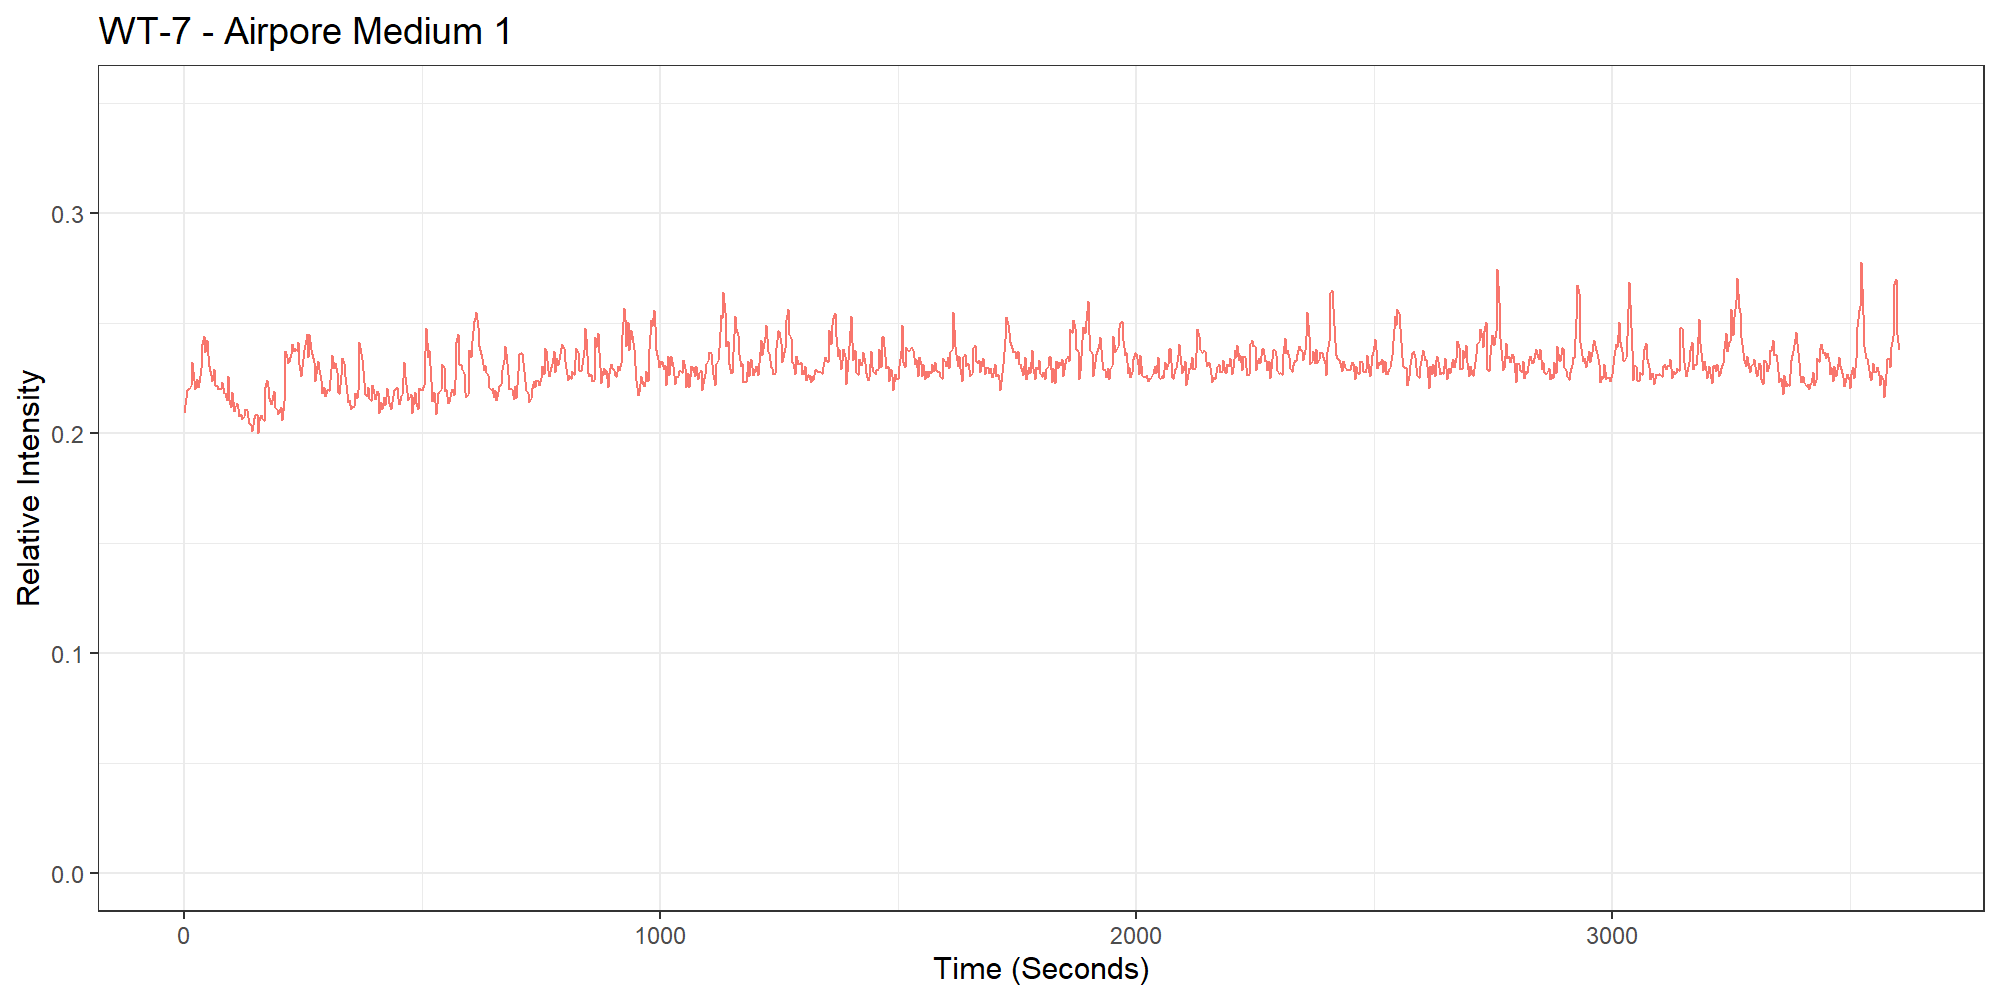 WT-7 - Airpore Medium 1
Relative Intensity
0.3
0.2
0.1
0.0
0 1000 2000 3000
Time (Seconds)